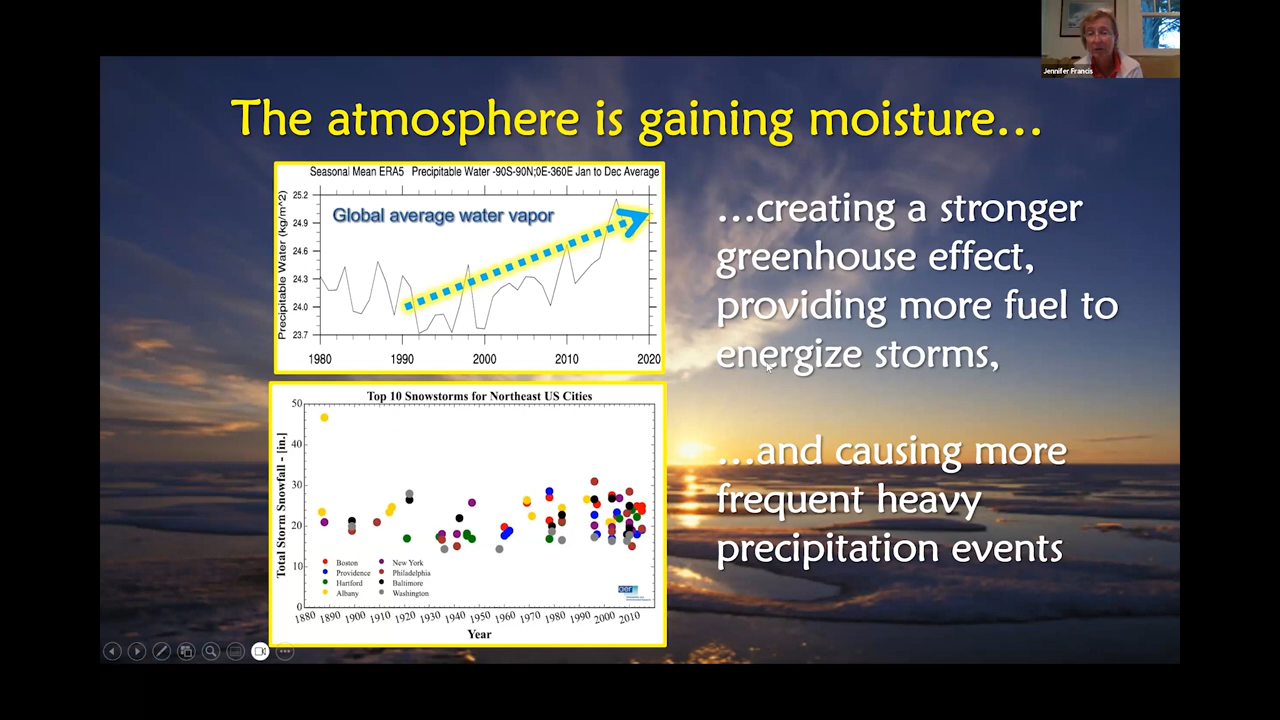 Jennifer Francis
The atmosphere is gaining moisture...
Seasonal Mean ERA5 Precipitable Water -90S-90N;0E-360E Jan to Dec Average
Precipitable Water (kg/m^2)
25.2
24.9
24.6
24.3
24.0
23.7
Global average water vapor
1980
1990
2000
2010
2020
...creating a stronger
greenhouse effect,
providing more fuel to
energize storms,
Top 10 Snowstorms for Northeast US Cities
Total Storm Snowfall - [in.]
50
40
30
20
10
0
Boston
Providence
Hartford
Albany
New York
Philadelphia
Baltimore
Washington
aer
1880 1890 1900 1910 1920 1930 1940 1950 1960 1970 1980 1990 2000 2010
Year
...and causing more
frequent heavy
precipitation events